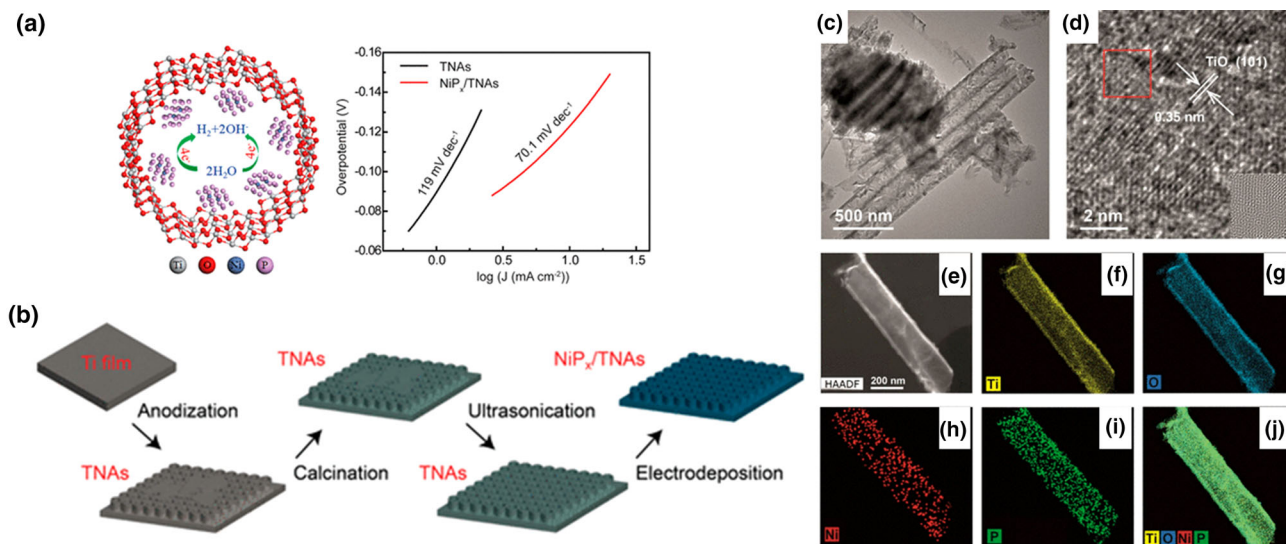 (a)
H₂+2OH⁻
4e⁻
4e⁻
2H₂O
Ti
O
Ni
P
Overpotential (V)
-0.16
-0.14
-0.12
-0.10
-0.08
-0.06
TNAs
NiPₓ/TNAs
119 mV dec⁻¹
70.1 mV dec⁻¹
0.0
0.5
1.0
1.5
log (J (mA cm⁻²))
(b)
Ti film
Anodization
TNAs
TNAs
Calcination
Ultrasonication
TNAs
NiPₓ/TNAs
Electrodeposition
(c)
500 nm
(d)
TiO₂ (101)
0.35 nm
2 nm
(e)
HAADF
200 nm
(f)
Ti
(g)
O
(h)
Ni
(i)
P
(j)
Ti O Ni P